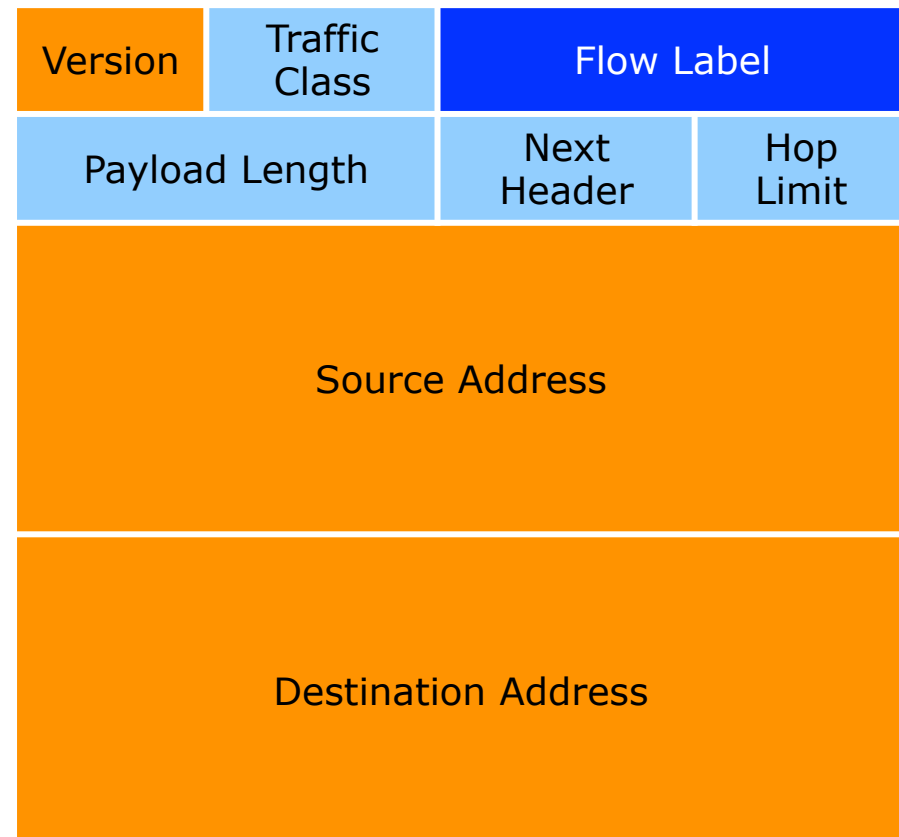 Version
Traffic
Class
Flow Label
Payload Length
Next
Header
Hop
Limit
Source Address
Destination Address